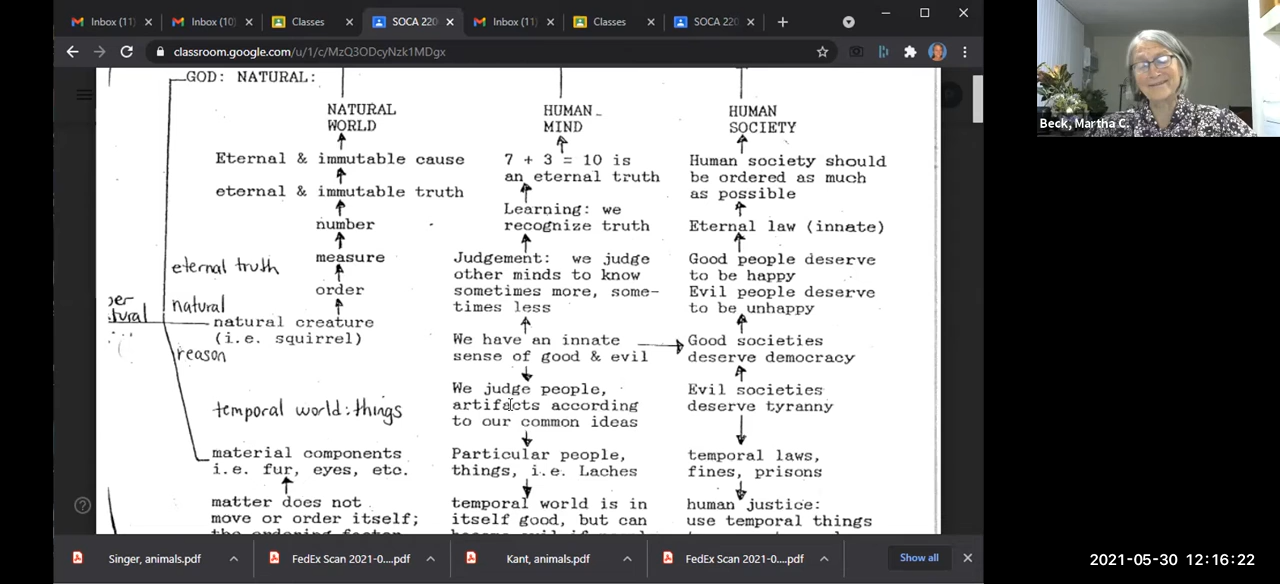 Inbox (11)
Inbox (10)
Classes
SOCA 220
Inbox (11)
Classes
SOCA 220
classroom.google.com/u/1/c/MzQ3ODcyNzk1MDgx
GOD: NATURAL:
NATURAL
WORLD
Eternal & immutable cause
eternal & immutable truth
number
measure
order
eternal truth
natural
natural creature
(i.e. squirrel)
reason
temporal world: things
material components
i.e. fur, eyes, etc.
matter does not
move or order itself;
HUMAN
MIND
7 + 3 = 10 is
an eternal truth
Learning: we
recognize truth
Judgement: we judge
other minds to know
sometimes more, some-
times less
We have an innate
sense of good & evil
We judge people,
artifacts according
to our common ideas
Particular people,
things, i.e. Laches
temporal world is in
itself good, but can
HUMAN
SOCIETY
Human society should
be ordered as much
as possible
Eternal law (innate)
Good people deserve
to be happy
Evil people deserve
to be unhappy
Good societies
deserve democracy
Evil societies
deserve tyranny
temporal laws,
fines, prisons
human justice:
use temporal things
Beck, Martha C.
Singer, animals.pdf
FedEx Scan 2021-0....pdf
Kant, animals.pdf
FedEx Scan 2021-0....pdf
Show all
2021-05-30 12:16:22